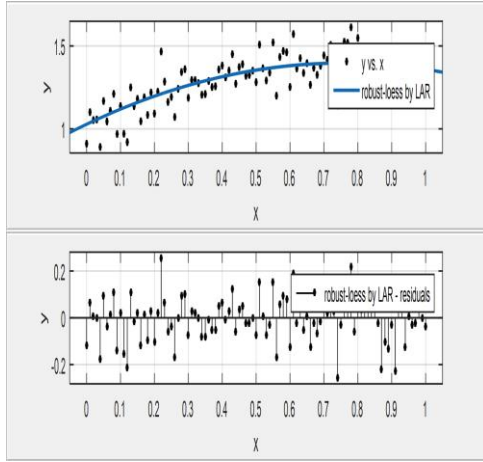 1.5
1
y
y vs. x
robust-loess by LAR
0 0.1 0.2 0.3 0.4 0.5 0.6 0.7 0.8 0.9 1
X
0.2
0
-0.2
y
robust-loess by LAR - residuals
0 0.1 0.2 0.3 0.4 0.5 0.6 0.7 0.8 0.9 1
X